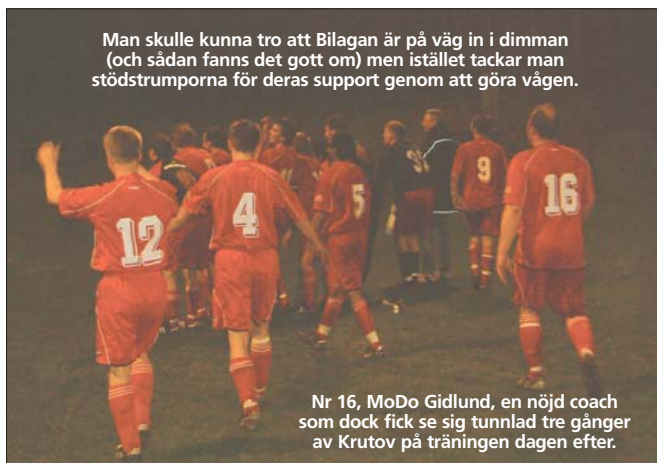 Man skulle kunna tro att Bilagan är på väg in i dimman
(och sådan fanns det gott om) men istället tackar man
stödstrumporna för deras support genom att göra vågen.
12
4
5
9
16
Nr 16, MoDo Gidlund, en nöjd coach
som dock fick se sig tunnlad tre gånger
av Krutov på träningen dagen efter.